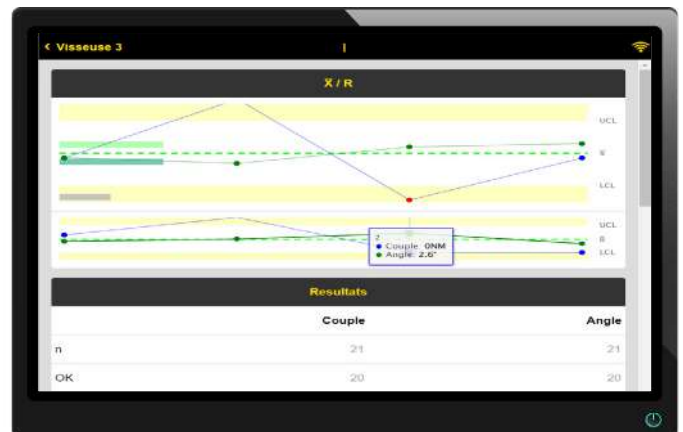 < Visseuse 3
X̿ / R
UCL
LCL
UCL
LCL
2
Couple: 0NM
Angle: 2.6°
Resultats
Couple Angle
n 21 21
OK 20 20